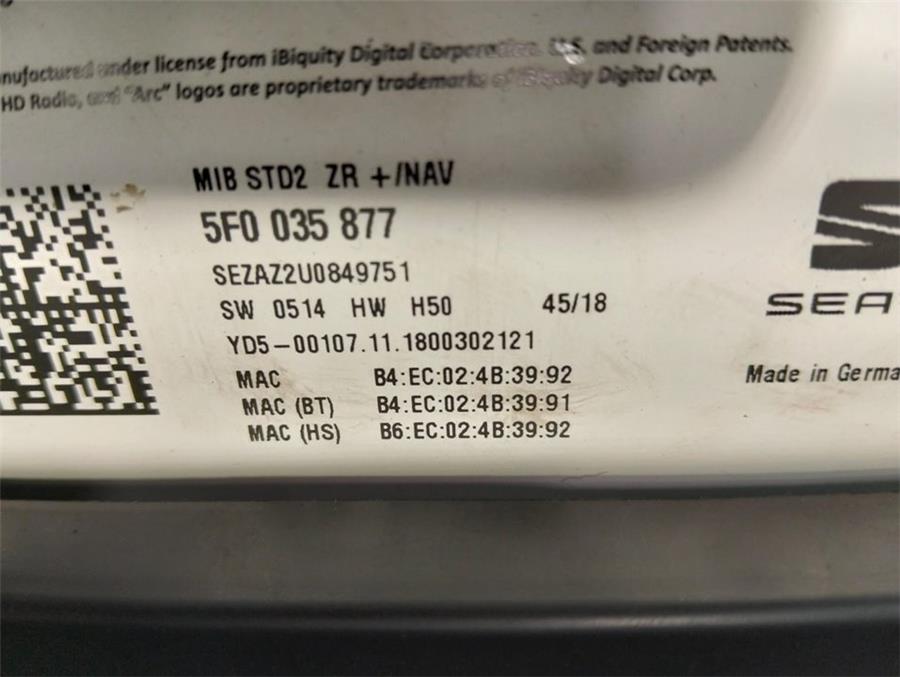 nufactured under license from iBiquity Digital Corporation. U.S. and Foreign Patents.
HD Radio, and "Arc" logos are proprietary trademarks of iBiquity Digital Corp.
MIB STD2 ZR +/NAV
5F0 035 877
SEZAZ2U0849751
SW 0514 HW H50 45/18
YD5-00107.11.1800302121
MAC B4:EC:02:4B:39:92
MAC (BT) B4:EC:02:4B:39:91
MAC (HS) B6:EC:02:4B:39:92
SEA
Made in Germa